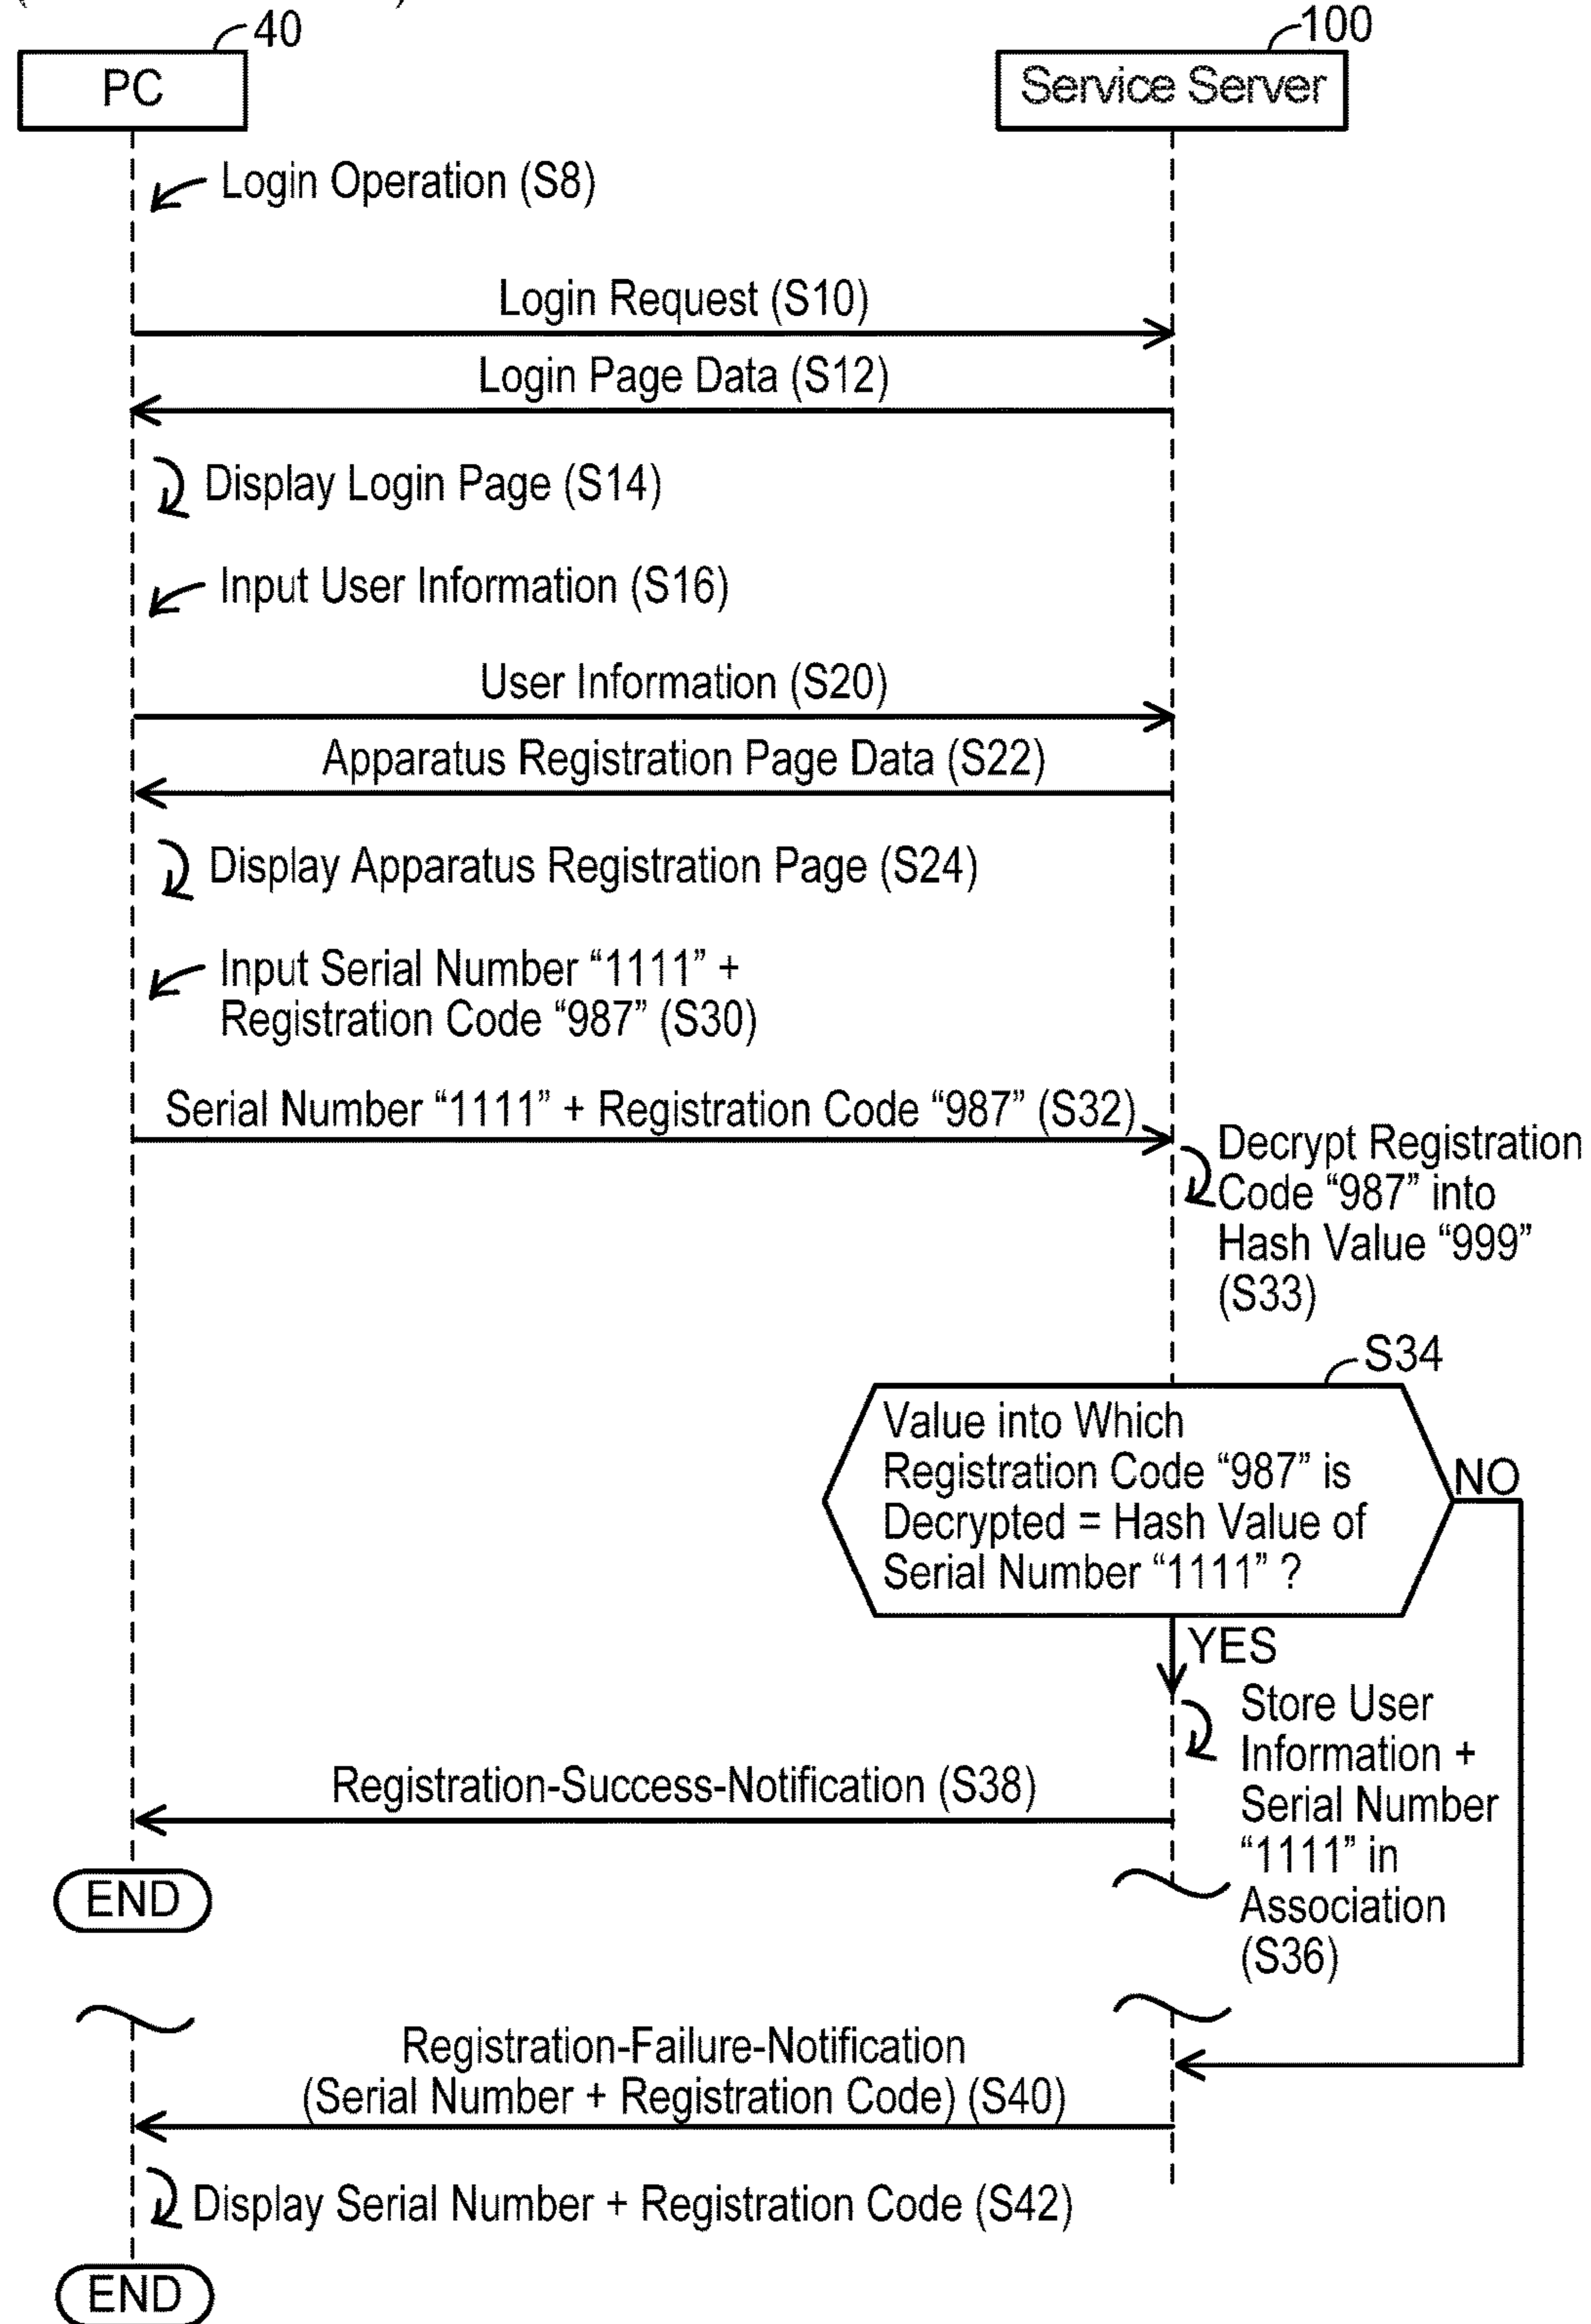 40
100
PC
Service Server
Login Operation (S8)
Login Request (S10)
Login Page Data (S12)
Display Login Page (S14)
Input User Information (S16)
User Information (S20)
Apparatus Registration Page Data (S22)
Display Apparatus Registration Page (S24)
Input Serial Number “1111” +
Registration Code “987” (S30)
Serial Number “1111” + Registration Code “987” (S32)
Decrypt Registration
Code “987” into
Hash Value “999”
(S33)
S34
Value into Which
Registration Code “987” is
Decrypted = Hash Value of
Serial Number “1111” ?
NO
YES
Store User
Information +
Serial Number
“1111” in
Association
(S36)
Registration-Success-Notification (S38)
END
Registration-Failure-Notification
(Serial Number + Registration Code) (S40)
Display Serial Number + Registration Code (S42)
END